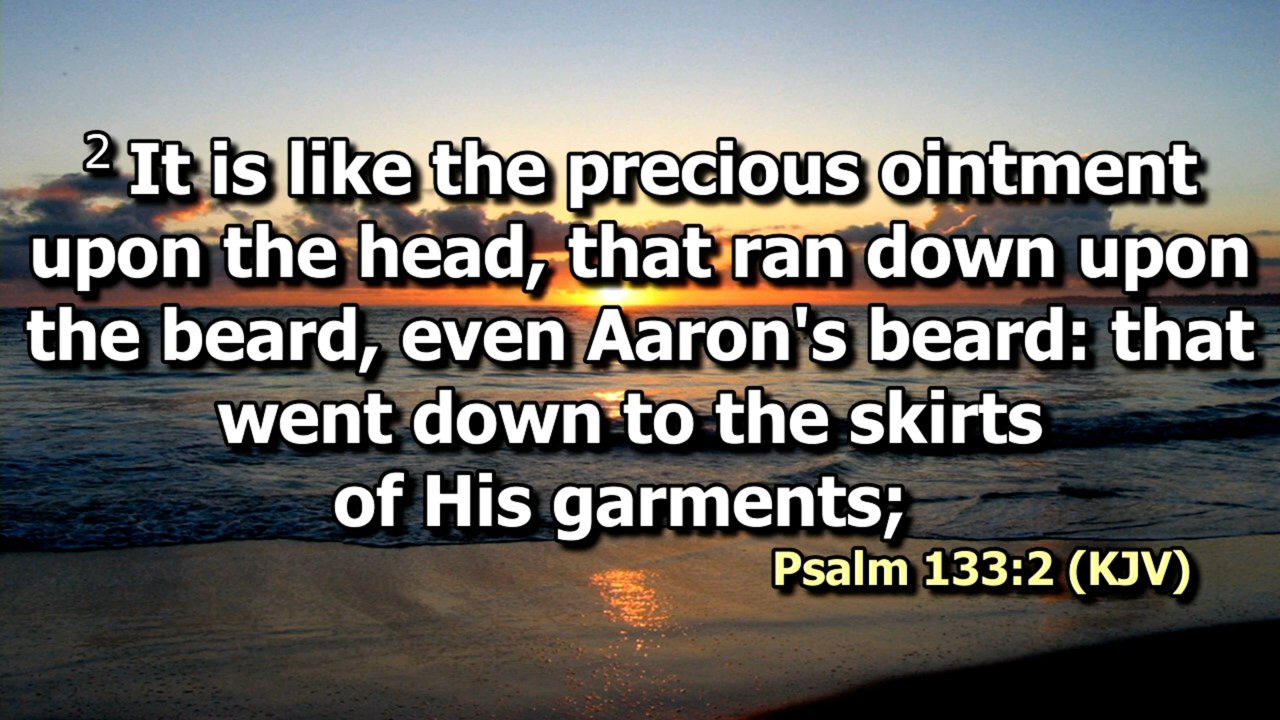 2 It is like the precious ointment
upon the head, that ran down upon
the beard, even Aaron's beard: that
went down to the skirts
of His garments;
Psalm 133:2 (KJV)